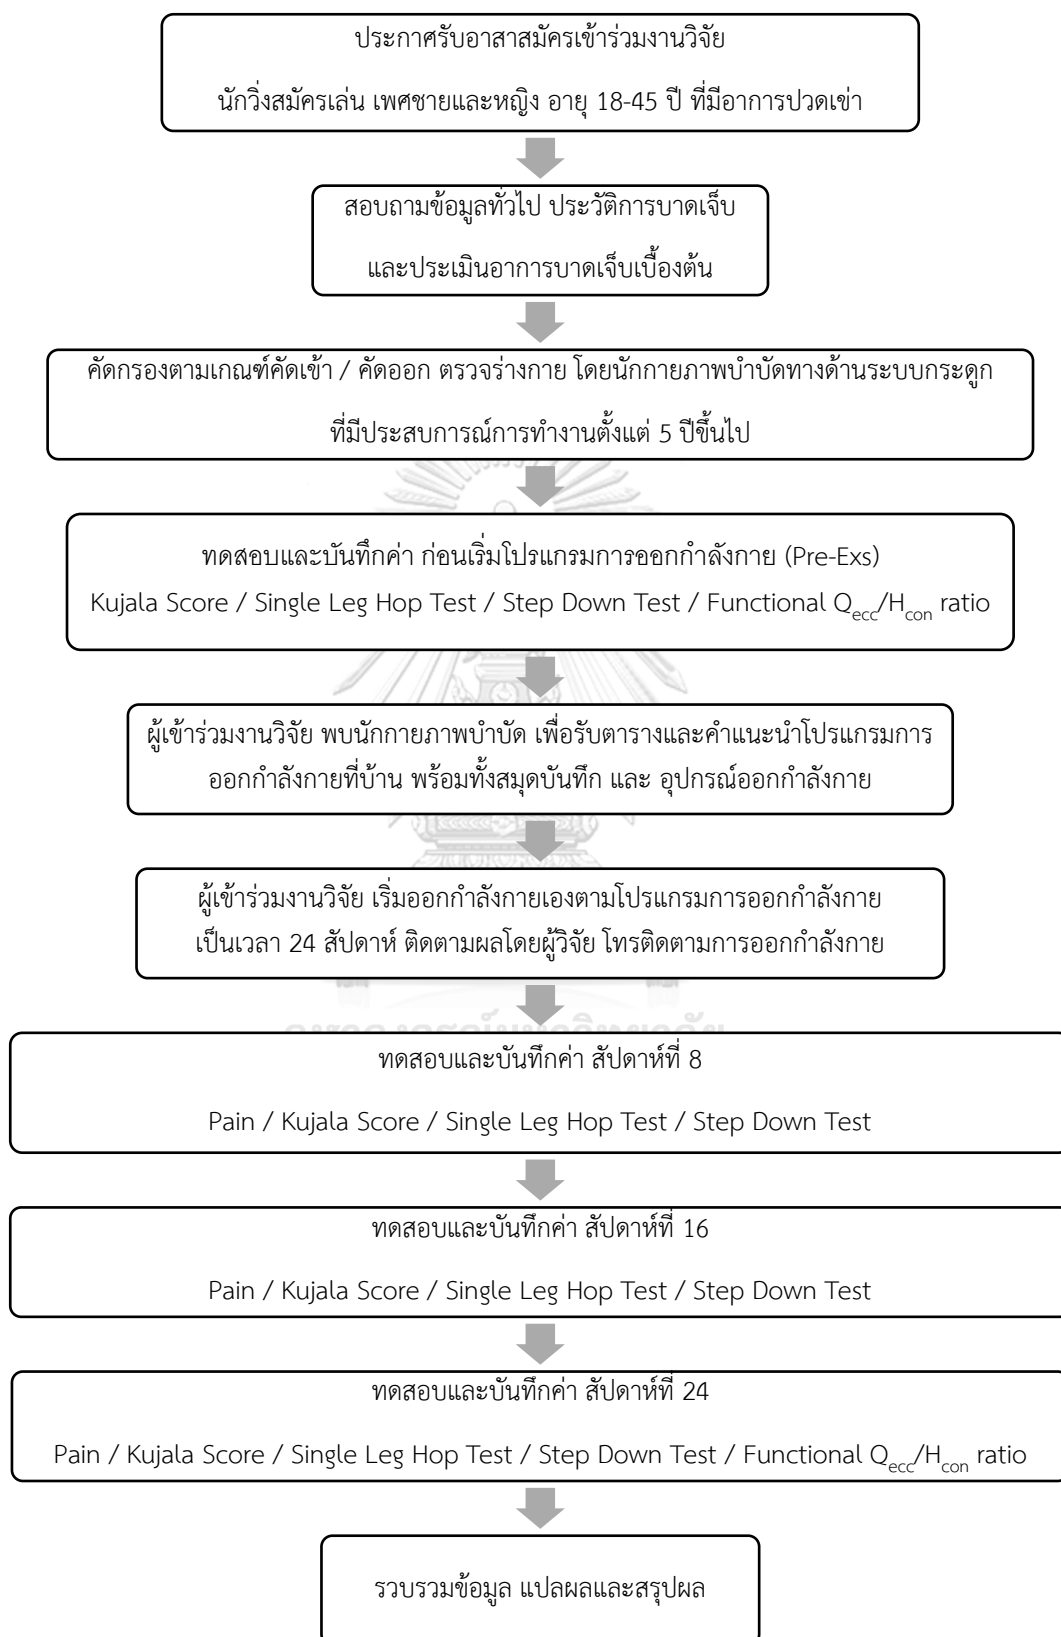 ประกาศรับอาสาสมัครเข้าร่วมงานวิจัย
นักวิ่งสมัครเล่น เพศชายและหญิง อายุ 18-45 ปี ที่มีอาการปวดเข่า
สอบถามข้อมูลทั่วไป ประวัติการบาดเจ็บ
และประเมินอาการบาดเจ็บเบื้องต้น
คัดกรองตามเกณฑ์คัดเข้า / คัดออก ตรวจร่างกาย โดยนักกายภาพบำบัดทางด้านระบบกระดูก
ที่มีประสบการณ์การทำงานตั้งแต่ 5 ปีขึ้นไป
ทดสอบและบันทึกค่า ก่อนเริ่มโปรแกรมการออกกำลังกาย (Pre-Exs)
Kujala Score / Single Leg Hop Test / Step Down Test / Functional Qecc/Hcon ratio
ผู้เข้าร่วมงานวิจัย พบนักกายภาพบำบัด เพื่อรับตารางและคำแนะนำโปรแกรมการ
ออกกำลังกายที่บ้าน พร้อมทั้งสมุดบันทึก และ อุปกรณ์ออกกำลังกาย
ผู้เข้าร่วมงานวิจัย เริ่มออกกำลังกายเองตามโปรแกรมการออกกำลังกาย
เป็นเวลา 24 สัปดาห์ ติดตามผลโดยผู้วิจัย โทรติดตามการออกกำลังกาย
จุฬาลงกรณ์มหาวิทยาลัย
ทดสอบและบันทึกค่า สัปดาห์ที่ 8
Pain / Kujala Score / Single Leg Hop Test / Step Down Test
ทดสอบและบันทึกค่า สัปดาห์ที่ 16
Pain / Kujala Score / Single Leg Hop Test / Step Down Test
ทดสอบและบันทึกค่า สัปดาห์ที่ 24
Pain / Kujala Score / Single Leg Hop Test / Step Down Test / Functional Qecc/Hcon ratio
รวบรวมข้อมูล แปลผลและสรุปผล